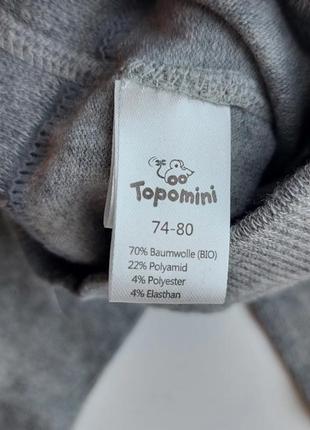 Topomini
74-80
70% Baumwolle (BIO)
22% Polyamid
4% Polyester
4% Elasthan